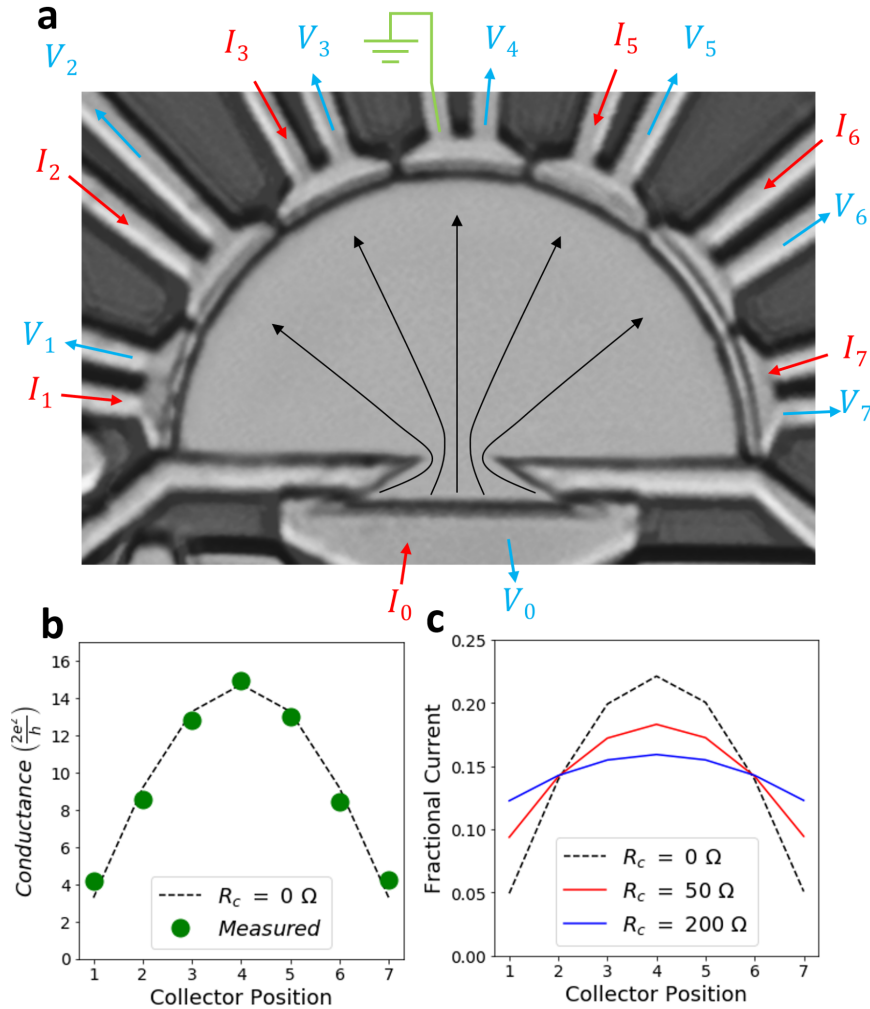 a
I3
V3
V4
I5
V5
V2
I6
I2
V6
V1
I7
I1
V7
I0
V0
b
c
Conductance (2e²/h)
16
14
12
10
8
6
4
2
0
Rc = 0 Ω
Measured
1 2 3 4 5 6 7
Collector Position
Fractional Current
0.25
0.20
0.15
0.10
0.05
0.00
Rc = 0 Ω
Rc = 50 Ω
Rc = 200 Ω
1 2 3 4 5 6 7
Collector Position